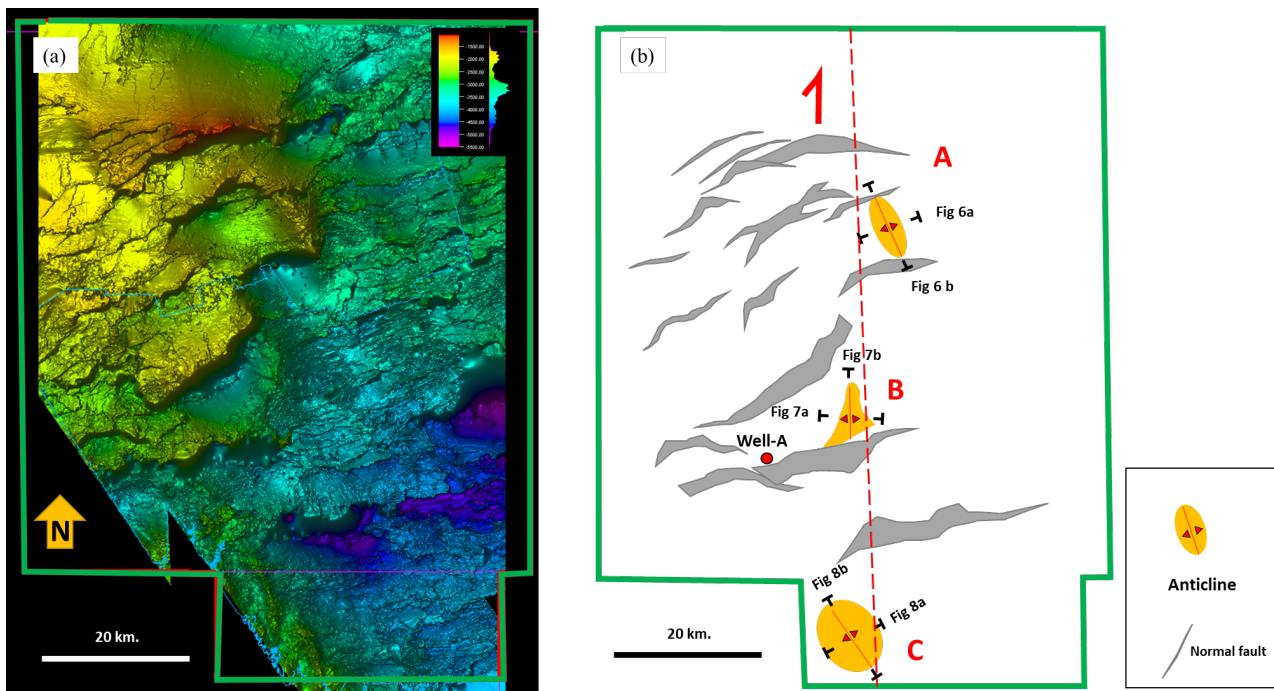 (a)
-1500.00
-2000.00
-2500.00
-3000.00
-3500.00
-4000.00
-4500.00
-5000.00
-5500.00
N
20 km.
(b)
A
Fig 6a
Fig 6 b
Fig 7b
B
Fig 7a
Well-A
Fig 8b
Fig 8a
C
20 km.
Anticline
Normal fault